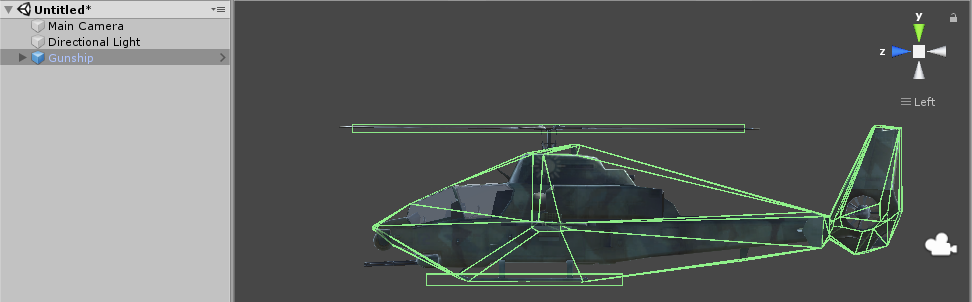 Untitled*
Main Camera
Directional Light
Gunship
y
z
Left